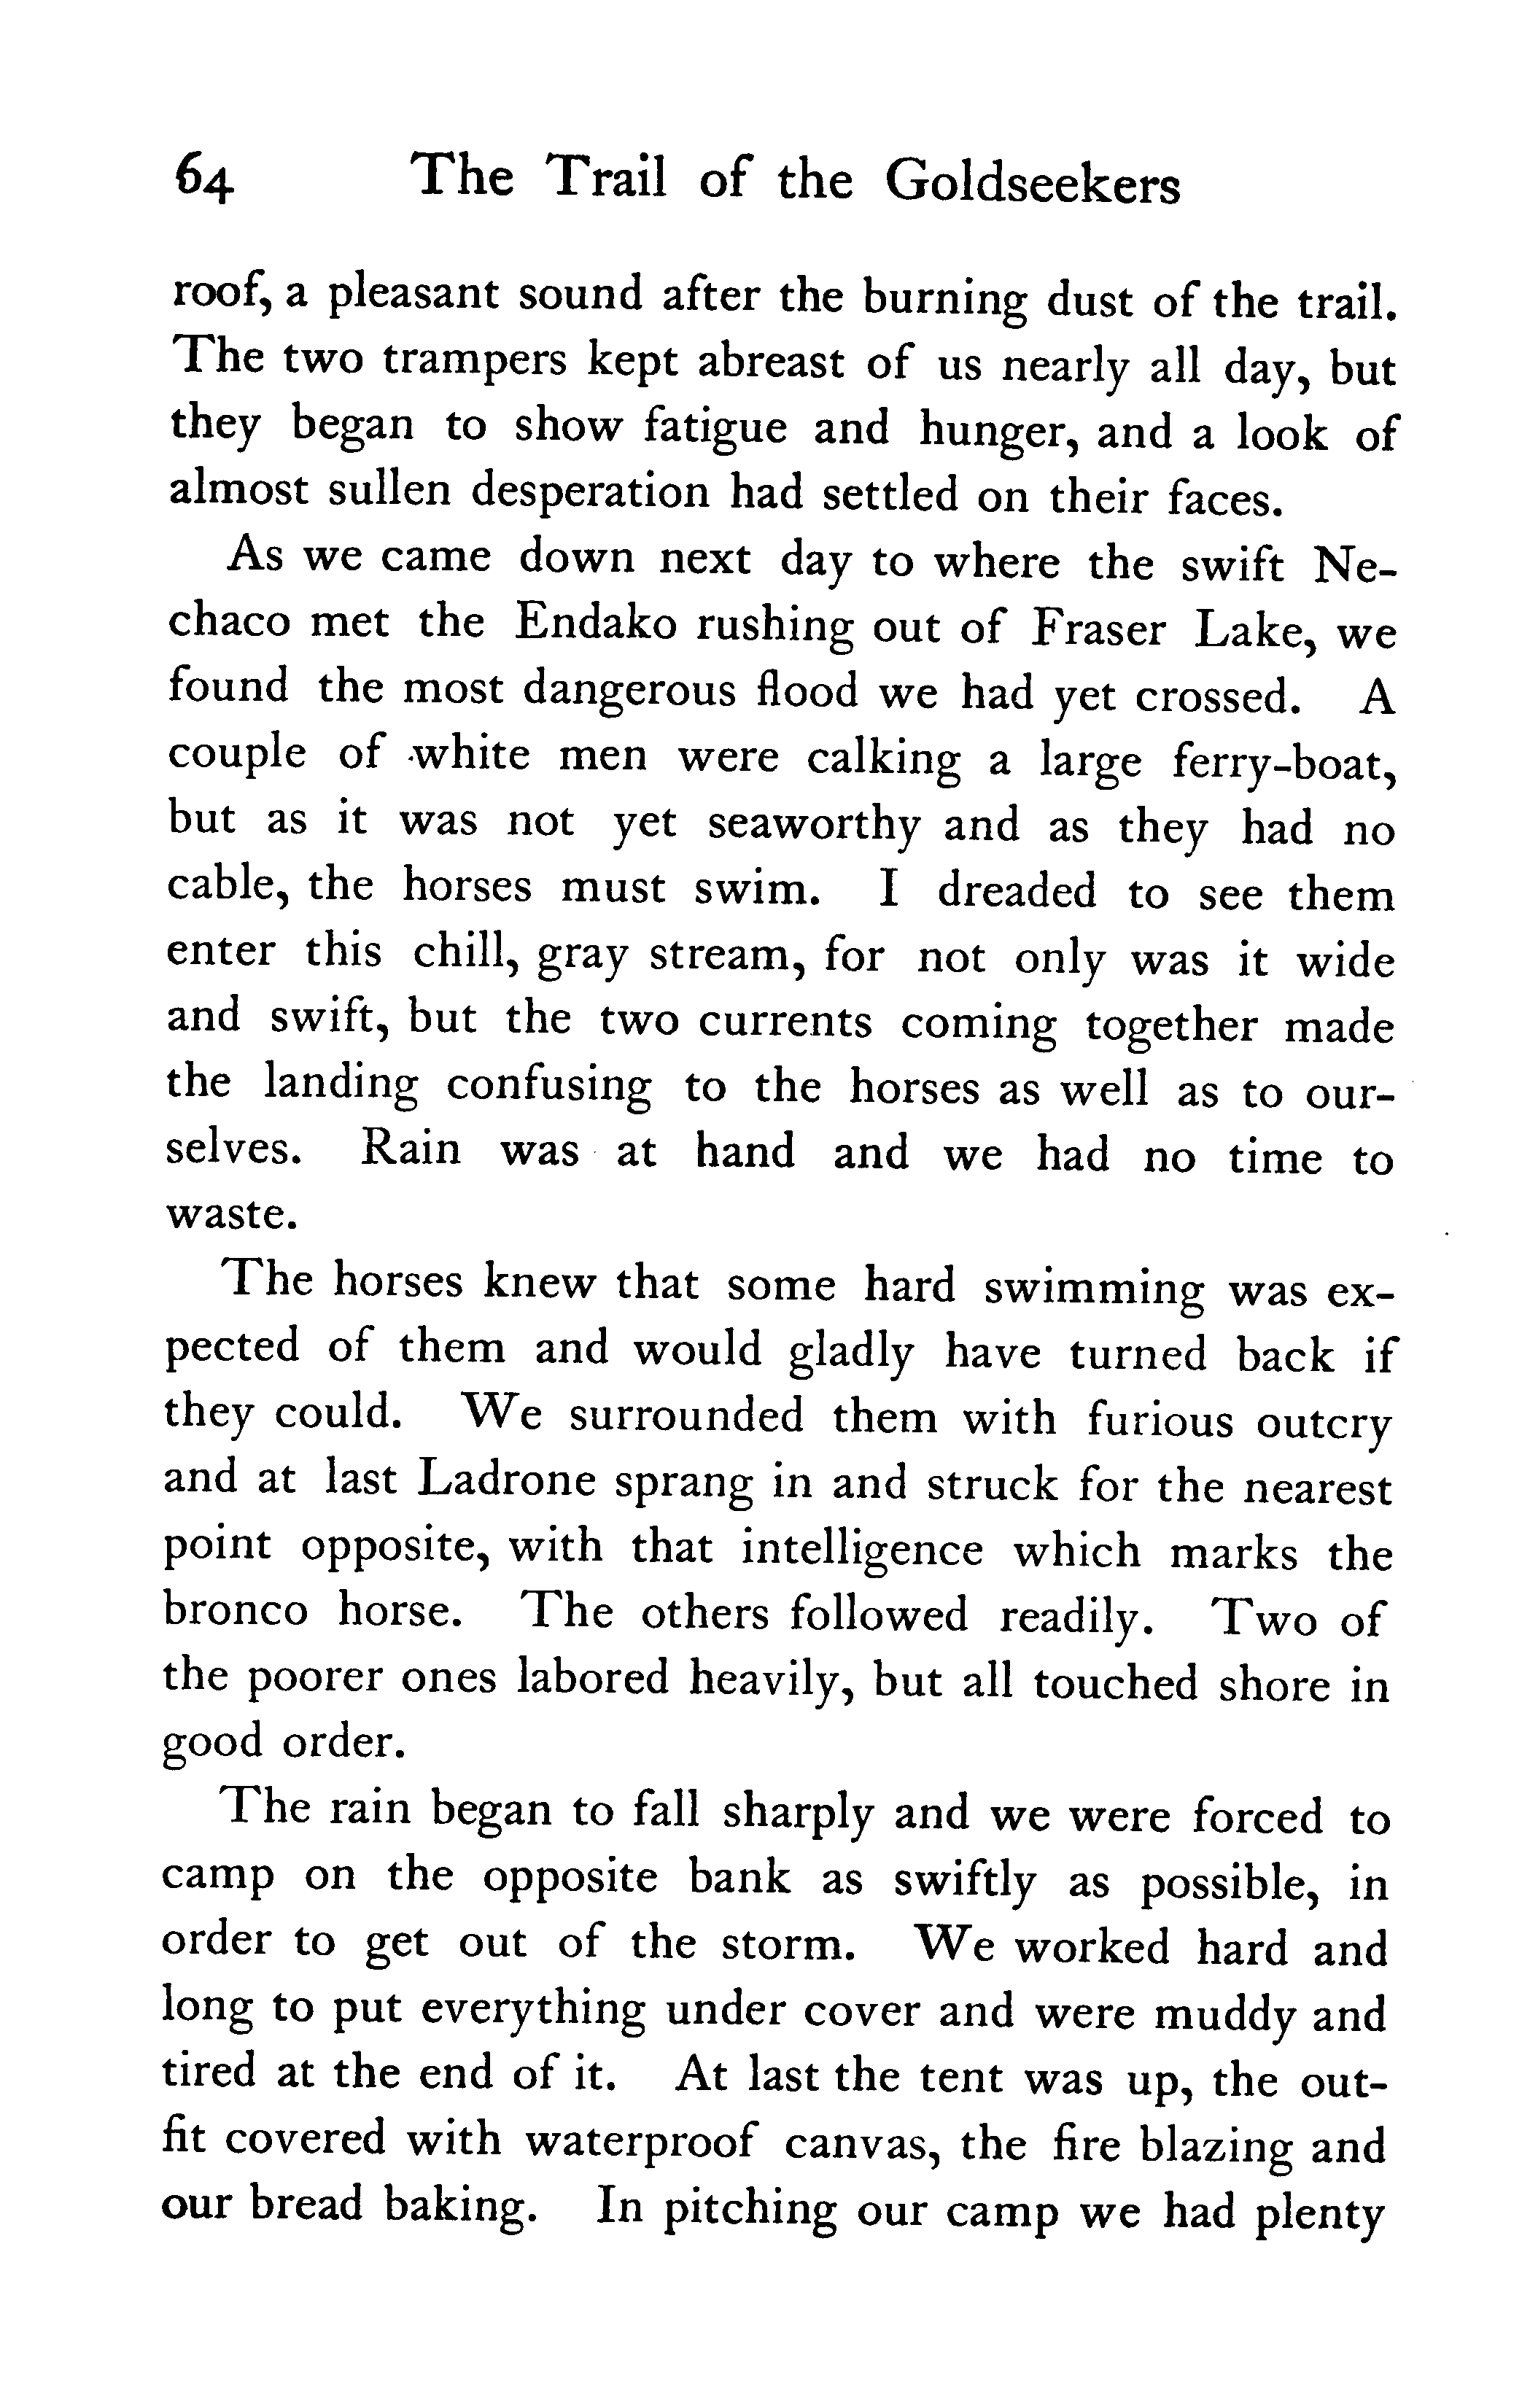 64 The Trail of the Goldseekers
roof, a pleasant sound after the burning dust of the trail.
The two trampers kept abreast of us nearly all day, but
they began to show fatigue and hunger, and a look of
almost sullen desperation had settled on their faces.
As we came down next day to where the swift Ne-
chaco met the Endako rushing out of Fraser Lake, we
found the most dangerous flood we had yet crossed. A
couple of white men were calking a large ferry-boat,
but as it was not yet seaworthy and as they had no
cable, the horses must swim. I dreaded to see them
enter this chill, gray stream, for not only was it wide
and swift, but the two currents coming together made
the landing confusing to the horses as well as to our-
selves. Rain was at hand and we had no time to
waste.
The horses knew that some hard swimming was ex-
pected of them and would gladly have turned back if
they could. We surrounded them with furious outcry
and at last Ladrone sprang in and struck for the nearest
point opposite, with that intelligence which marks the
bronco horse. The others followed readily. Two of
the poorer ones labored heavily, but all touched shore in
good order.
The rain began to fall sharply and we were forced to
camp on the opposite bank as swiftly as possible, in
order to get out of the storm. We worked hard and
long to put everything under cover and were muddy and
tired at the end of it. At last the tent was up, the out-
fit covered with waterproof canvas, the fire blazing and
our bread baking. In pitching our camp we had plenty